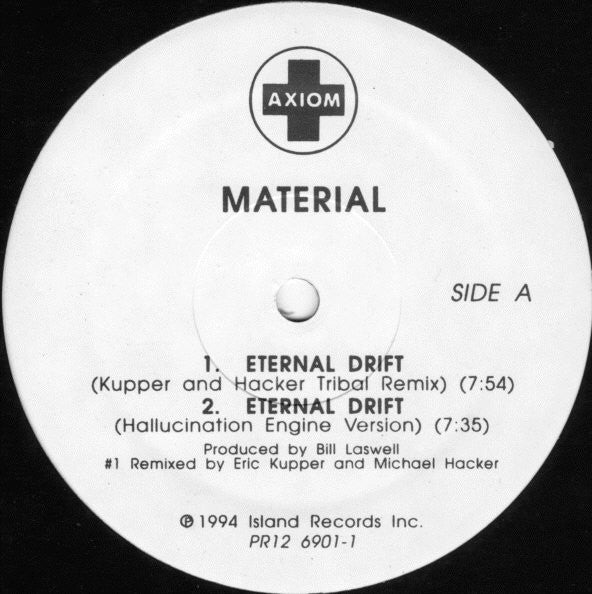 AXIOM
MATERIAL
SIDE A
1. ETERNAL DRIFT
(Kupper and Hacker Tribal Remix) (7:54)
2. ETERNAL DRIFT
(Hallucination Engine Version) (7:35)
Produced by Bill Laswell
#1 Remixed by Eric Kupper and Michael Hacker
℗ 1994 Island Records Inc.
PR12 6901-1